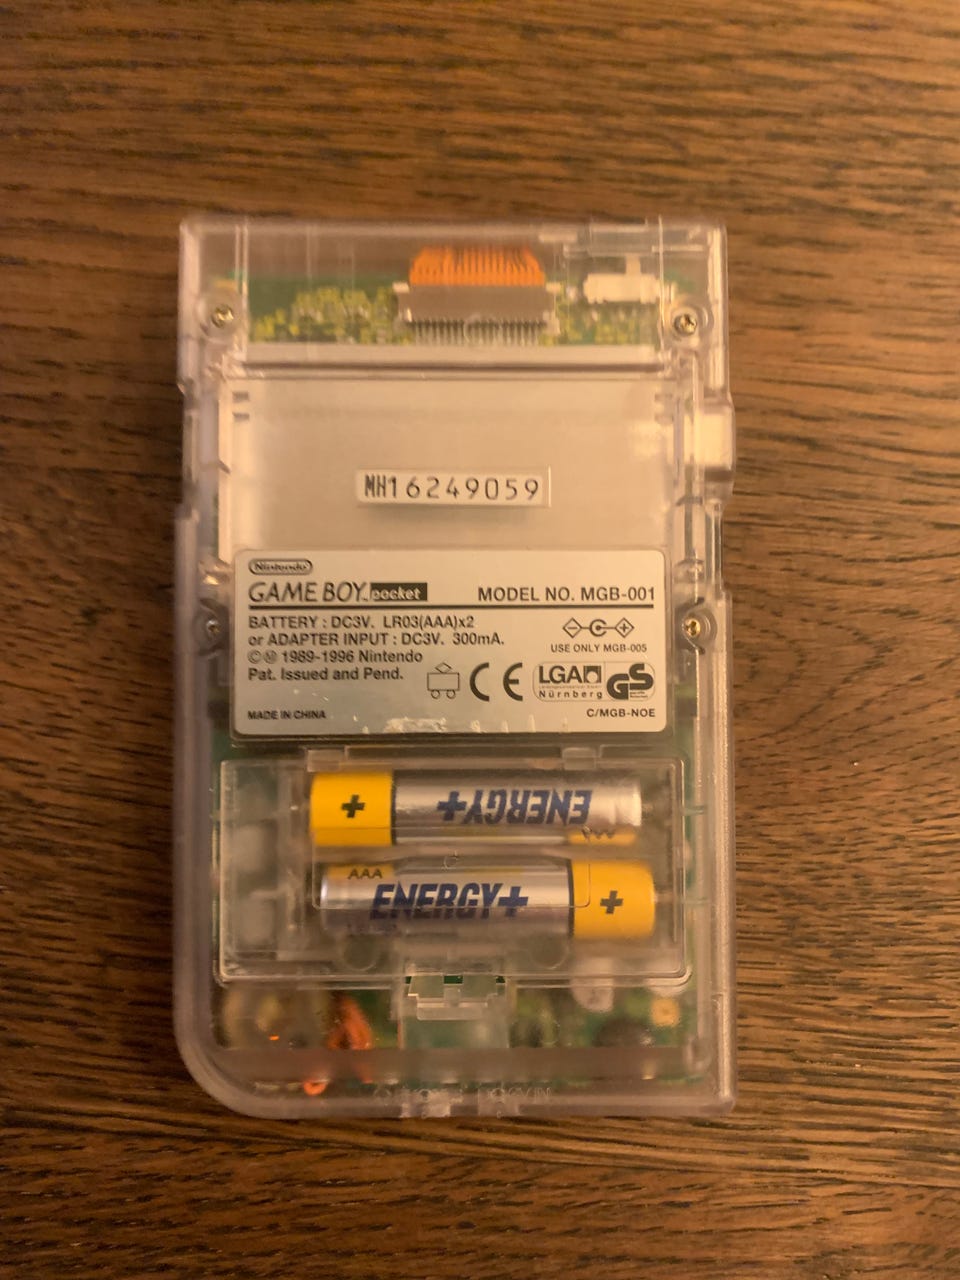 MH16249059
Nintendo
GAME BOY pocket MODEL NO. MGB-001
TM
BATTERY : DC3V. LR03(AAA)x2
or ADAPTER INPUT : DC3V. 300mA.
USE ONLY MGB-005
© Ⓜ 1989-1996 Nintendo
Pat. Issued and Pend.
CE
LGA
Nürnberg
GS
MADE IN CHINA C/MGB-NOE
+ ENERGY+
AAA
AAA
ENERGY+ +